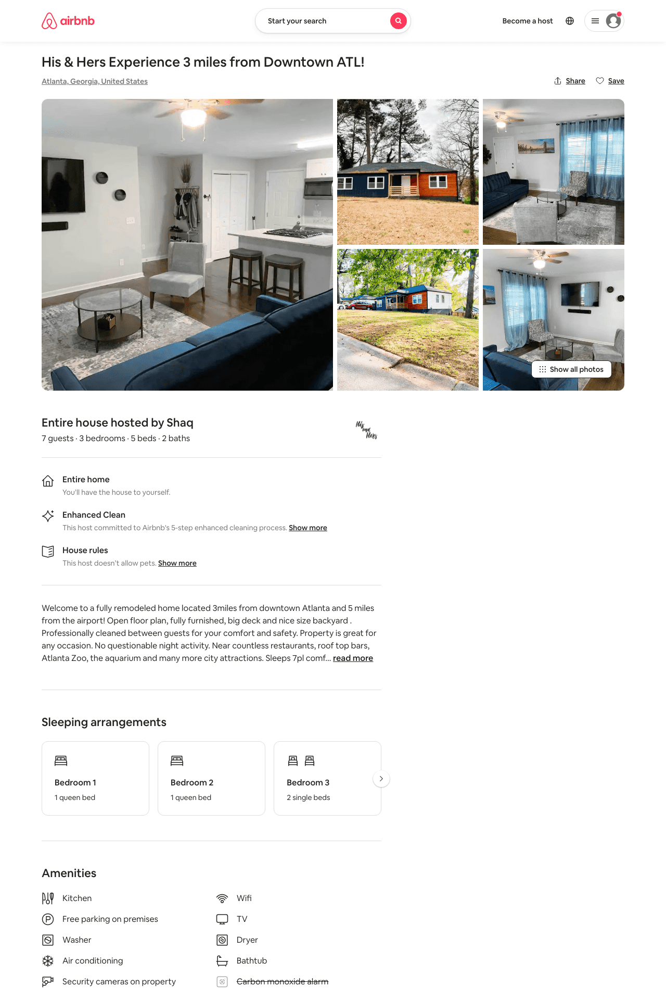 airbnb
Start your search
Become a host
His & Hers Experience 3 miles from Downtown ATL!
Atlanta, Georgia, United States
Share
Save
Show all photos
Entire house hosted by Shaq
7 guests · 3 bedrooms · 5 beds · 2 baths
His
and
Hers
Entire home
You’ll have the house to yourself.
Enhanced Clean
This host committed to Airbnb's 5-step enhanced cleaning process. Show more
House rules
This host doesn’t allow pets. Show more
Welcome to a fully remodeled home located 3miles from downtown Atlanta and 5 miles
from the airport! Open floor plan, fully furnished, big deck and nice size backyard .
Professionally cleaned between guests for your comfort and safety. Property is great for
any occasion. No questionable night activity. Near countless restaurants, roof top bars,
Atlanta Zoo, the aquarium and many more city attractions. Sleeps 7pl comf... read more
Sleeping arrangements
Bedroom 1
1 queen bed
Bedroom 2
1 queen bed
Bedroom 3
2 single beds
Amenities
Kitchen
Wifi
Free parking on premises
TV
Washer
Dryer
Air conditioning
Bathtub
Security cameras on property
Carbon monoxide alarm